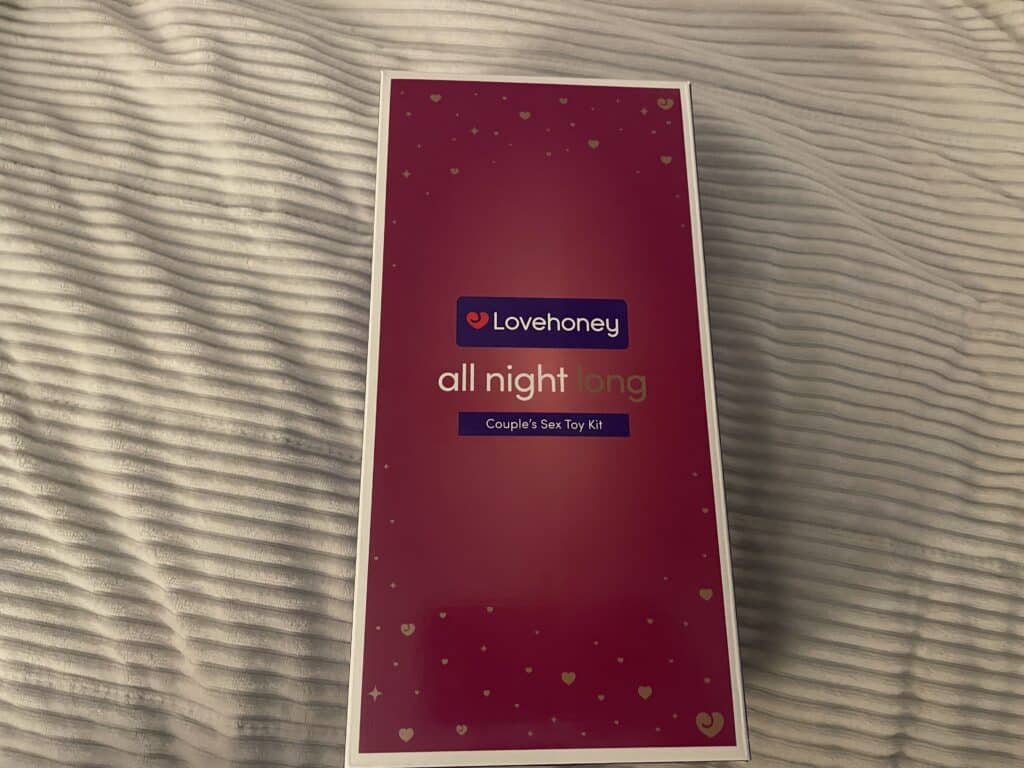 Lovehoney
all night long
Couple's Sex Toy Kit